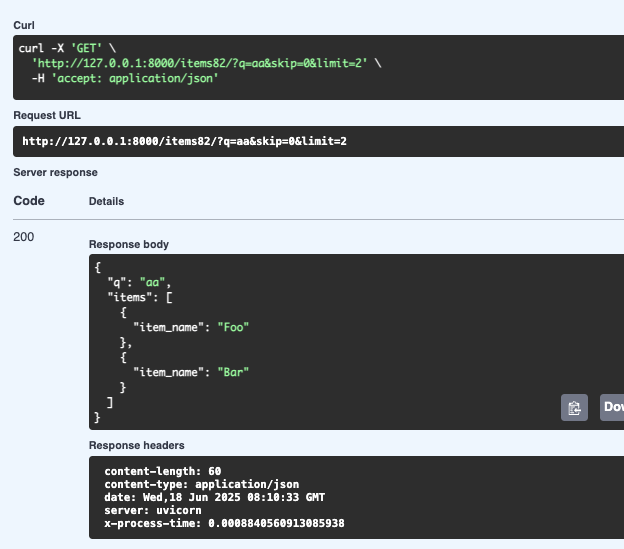 Curl
curl -X 'GET' \
  'http://127.0.0.1:8000/items82/?q=aa&skip=0&limit=2' \
  -H 'accept: application/json'
Request URL
http://127.0.0.1:8000/items82/?q=aa&skip=0&limit=2
Server response
Code Details
200
Response body
{
  "q": "aa",
  "items": [
    {
      "item_name": "Foo"
    },
    {
      "item_name": "Bar"
    }
  ]
}
Response headers
content-length: 60
content-type: application/json
date: Wed,18 Jun 2025 08:10:33 GMT
server: uvicorn
x-process-time: 0.0008840560913085938